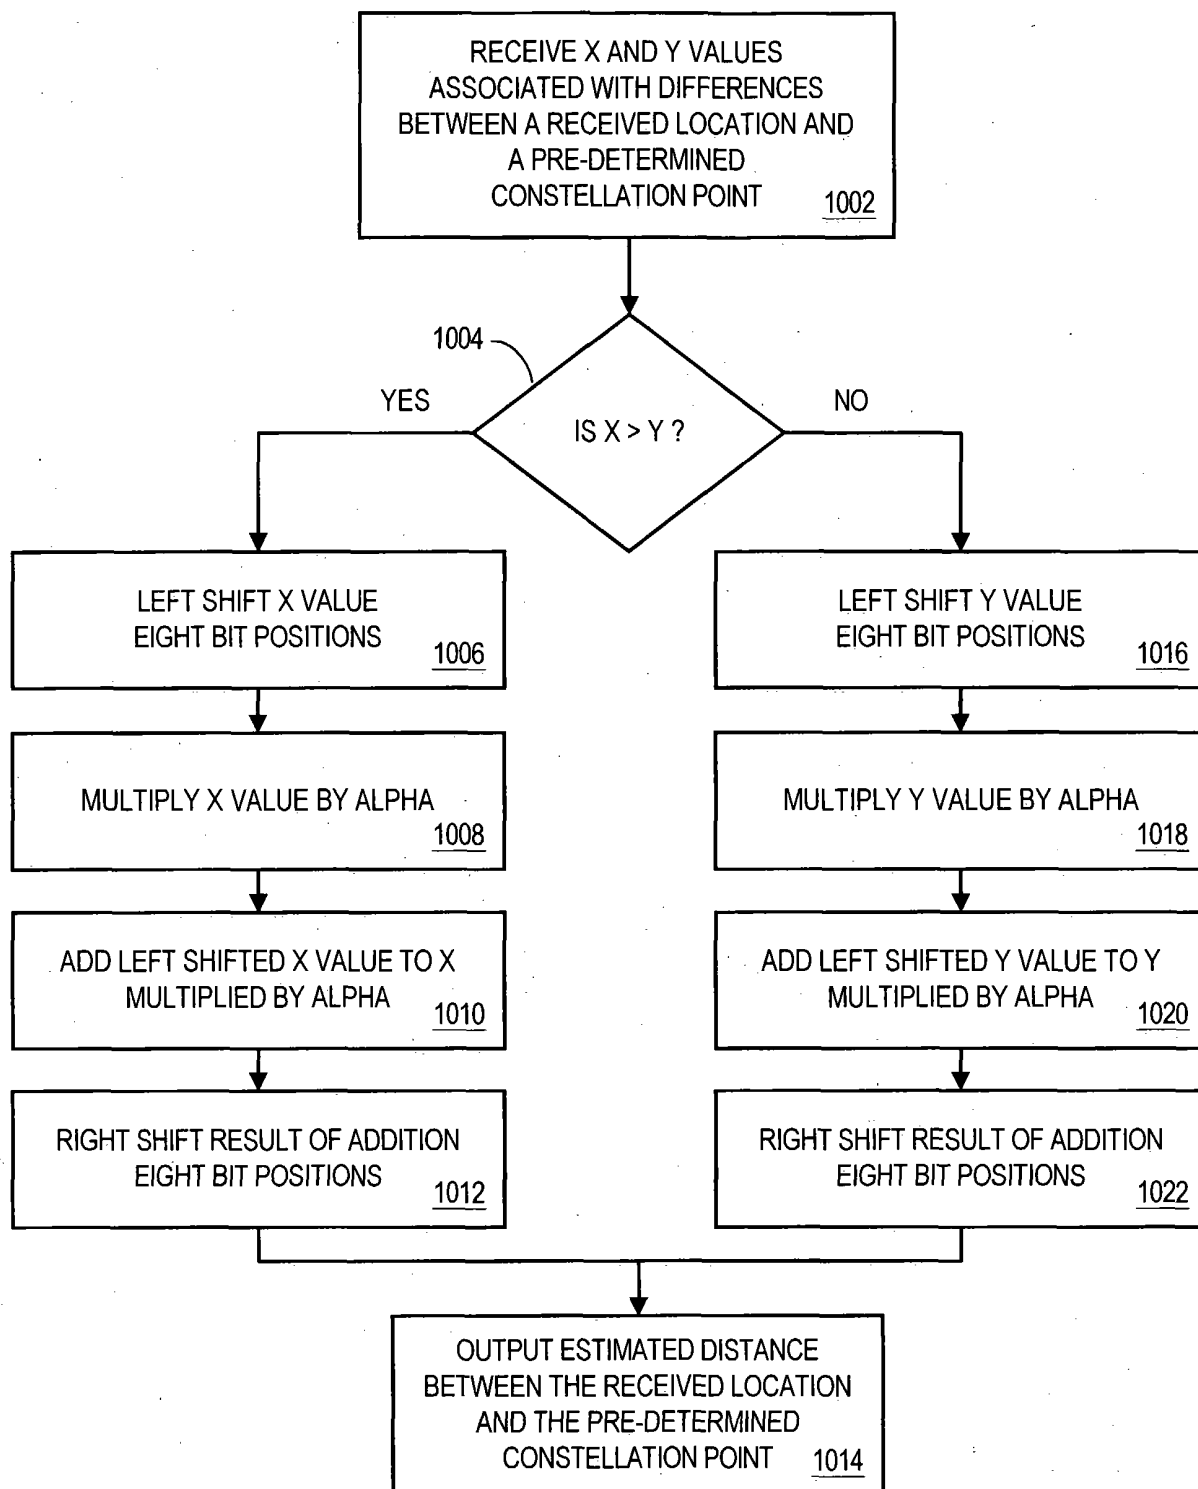 RECEIVE X AND Y VALUES
ASSOCIATED WITH DIFFERENCES
BETWEEN A RECEIVED LOCATION AND
A PRE-DETERMINED
CONSTELLATION POINT
1002
1004
YES
NO
IS X > Y ?
LEFT SHIFT X VALUE
EIGHT BIT POSITIONS
1006
MULTIPLY X VALUE BY ALPHA
1008
ADD LEFT SHIFTED X VALUE TO X
MULTIPLIED BY ALPHA
1010
RIGHT SHIFT RESULT OF ADDITION
EIGHT BIT POSITIONS
1012
LEFT SHIFT Y VALUE
EIGHT BIT POSITIONS
1016
MULTIPLY Y VALUE BY ALPHA
1018
ADD LEFT SHIFTED Y VALUE TO Y
MULTIPLIED BY ALPHA
1020
RIGHT SHIFT RESULT OF ADDITION
EIGHT BIT POSITIONS
1022
OUTPUT ESTIMATED DISTANCE
BETWEEN THE RECEIVED LOCATION
AND THE PRE-DETERMINED
CONSTELLATION POINT
1014